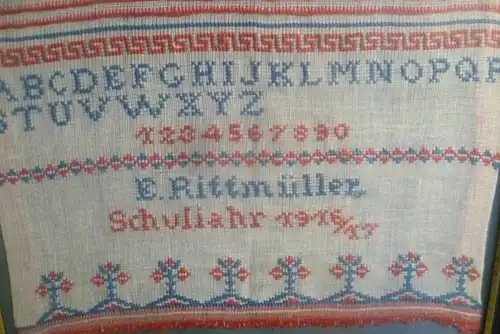 ABCDEFGHIJKLMNOPQR
STUVWXYZ
1234567890
E. Rittmüller
Schuljahr 1916/17